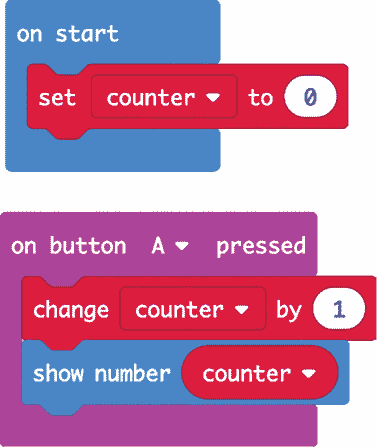 on start
set counter to 0
on button A pressed
change counter by 1
show number counter